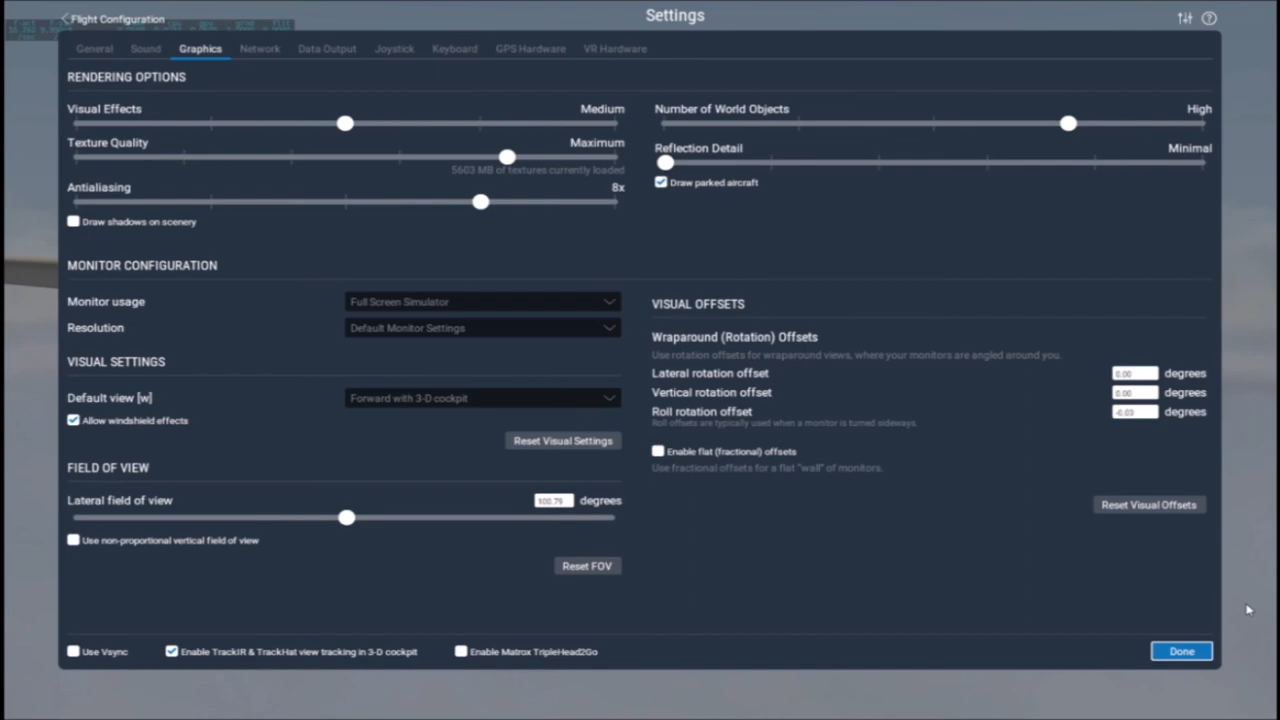 Flight Configuration
Settings
General Sound Graphics Network Data Output Joystick Keyboard GPS Hardware VR Hardware
RENDERING OPTIONS
Visual Effects Medium
Texture Quality Maximum
5603 MB of textures currently loaded
Antialiasing 8x
Draw shadows on scenery
Number of World Objects High
Reflection Detail Minimal
Draw parked aircraft
MONITOR CONFIGURATION
Monitor usage Full Screen Simulator
Resolution Default Monitor Settings
VISUAL SETTINGS
Default view [w] Forward with 3-D cockpit
Allow windshield effects
Reset Visual Settings
FIELD OF VIEW
Lateral field of view 100.79 degrees
Use non-proportional vertical field of view
Reset FOV
VISUAL OFFSETS
Wraparound (Rotation) Offsets
Use rotation offsets for wraparound views, where your monitors are angled around you.
Lateral rotation offset 0.00 degrees
Vertical rotation offset 0.00 degrees
Roll rotation offset -0.03 degrees
Roll offsets are typically used when a monitor is turned sideways.
Enable flat (fractional) offsets
Use fractional offsets for a flat "wall" of monitors.
Reset Visual Offsets
Use Vsync Enable TrackIR & TrackHat view tracking in 3-D cockpit Enable Matrox TripleHead2Go Done